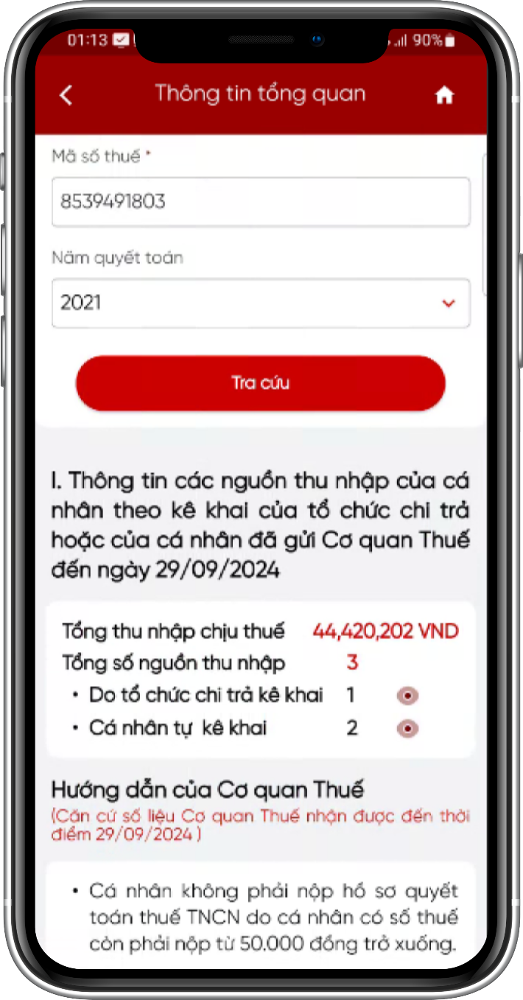 01:13
90%
Thông tin tổng quan
Mã số thuế *
8539491803
Năm quyết toán
2021
Tra cứu
I. Thông tin các nguồn thu nhập của cá
nhân theo kê khai của tổ chức chi trả
hoặc của cá nhân đã gửi Cơ quan Thuế
đến ngày 29/09/2024
Tổng thu nhập chịu thuế 44,420,202 VND
Tổng số nguồn thu nhập 3
• Do tổ chức chi trả kê khai 1
• Cá nhân tự kê khai 2
Hướng dẫn của Cơ quan Thuế
(Căn cứ số liệu Cơ quan Thuế nhận được đến thời
điểm 29/09/2024 )
• Cá nhân không phải nộp hồ sơ quyết
toán thuế TNCN do cá nhân có số thuế
còn phải nộp từ 50.000 đồng trở xuống.